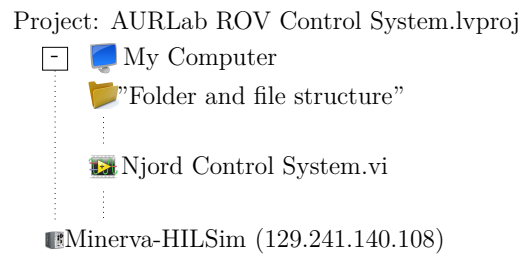 Project: AURLab ROV Control System.lvproj
- My Computer
”Folder and file structure”
Njord Control System.vi
Minerva-HILSim (129.241.140.108)